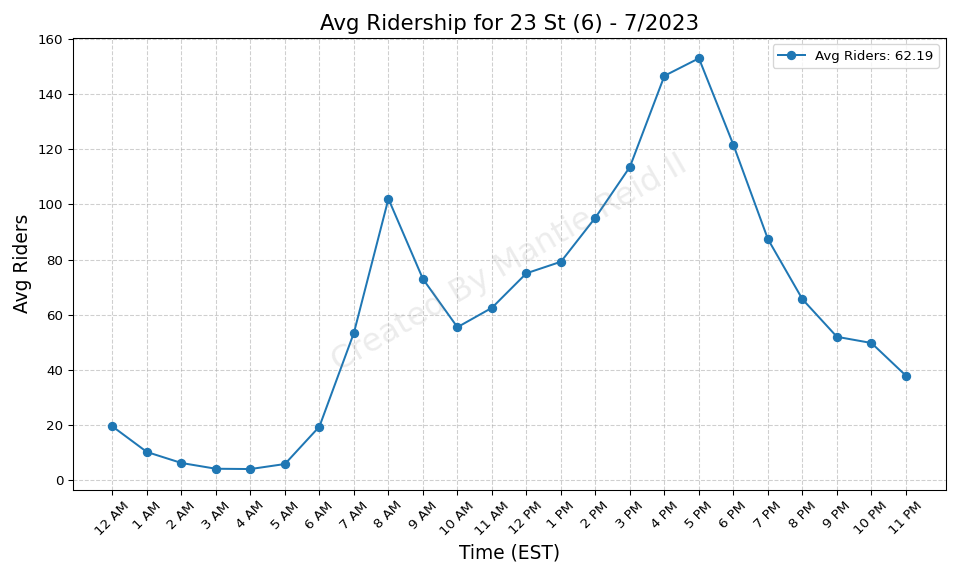 Avg Ridership for 23 St (6) - 7/2023
Avg Riders: 62.19
Avg Riders
160
140
120
100
80
60
40
20
0
Created By Mantle Reid II
12 AM
1 AM
2 AM
3 AM
4 AM
5 AM
6 AM
7 AM
8 AM
9 AM
10 AM
11 AM
12 PM
1 PM
2 PM
3 PM
4 PM
5 PM
6 PM
7 PM
8 PM
9 PM
10 PM
11 PM
Time (EST)